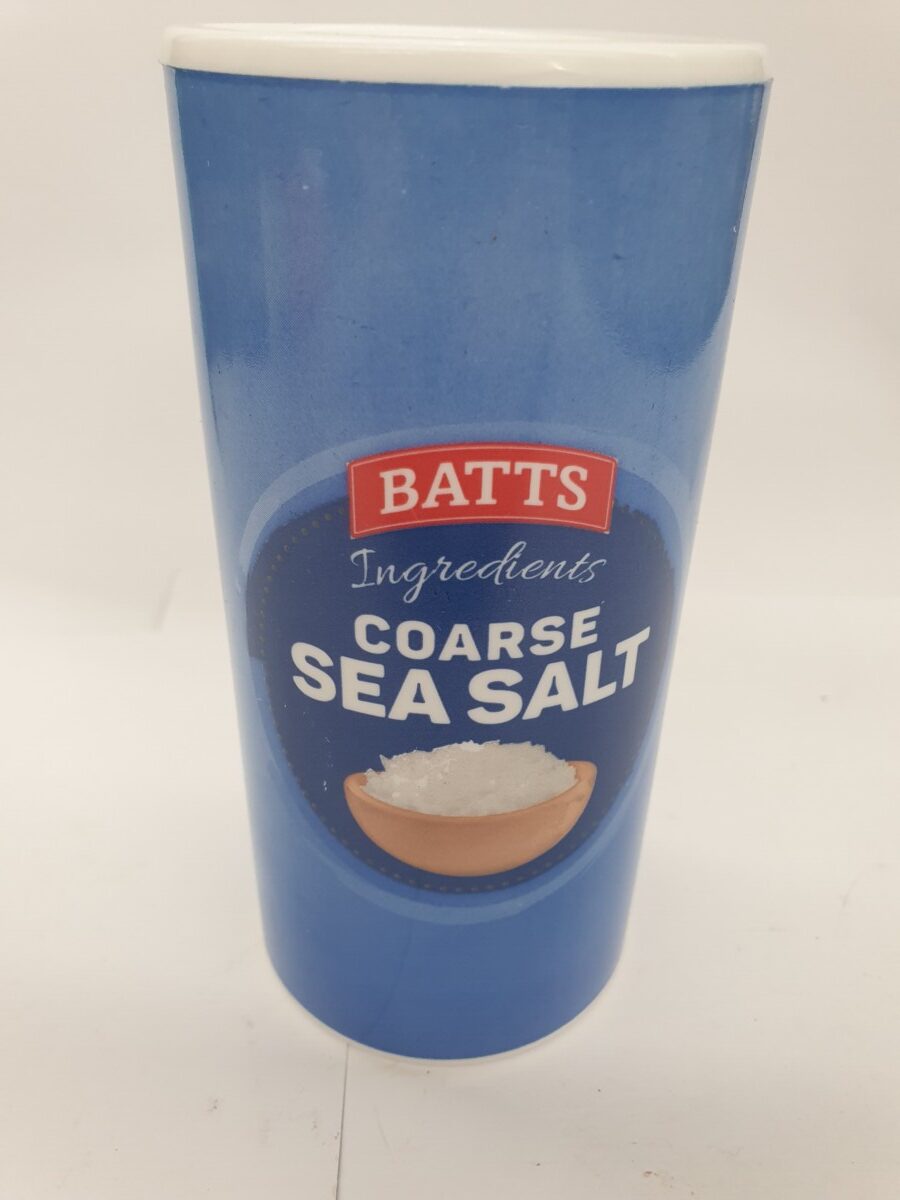 BATTS
Ingredients
COARSE
SEA SALT